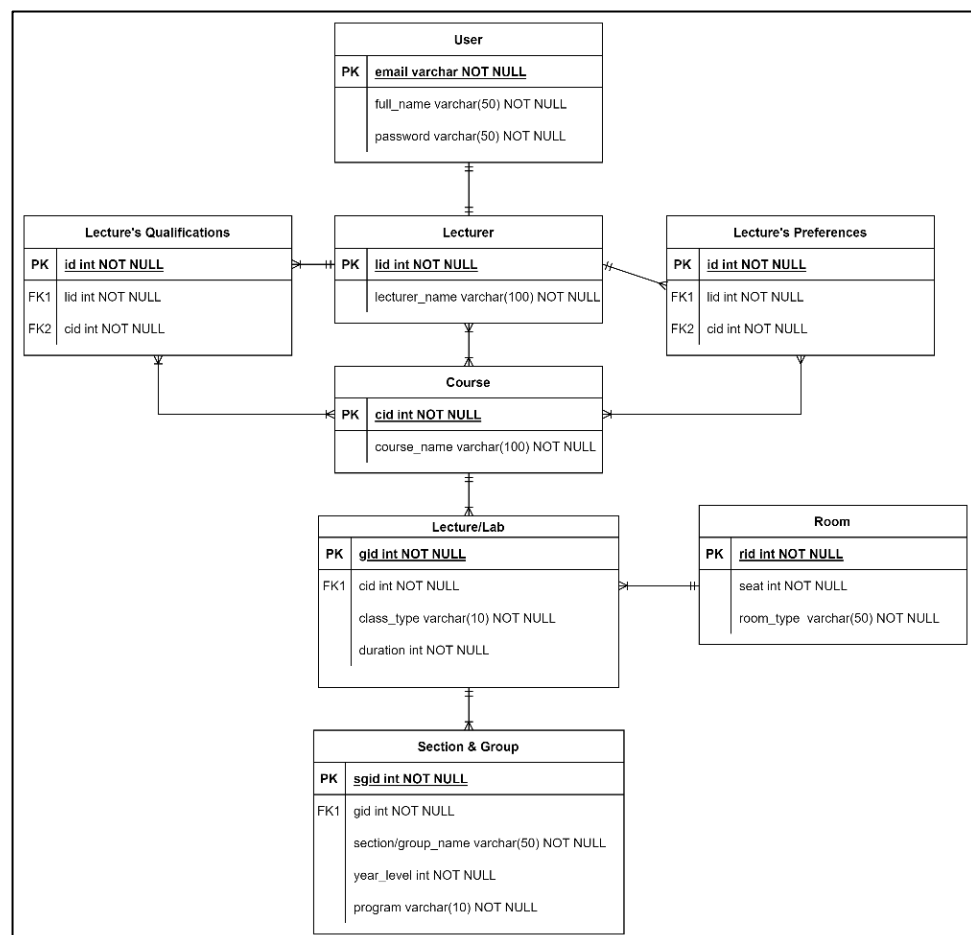 User
PK email varchar NOT NULL
full_name varchar(50) NOT NULL
password varchar(50) NOT NULL
Lecture's Qualifications
PK id int NOT NULL
FK1 lid int NOT NULL
FK2 cid int NOT NULL
Lecturer
PK lid int NOT NULL
lecturer_name varchar(100) NOT NULL
Lecture's Preferences
PK id int NOT NULL
FK1 lid int NOT NULL
FK2 cid int NOT NULL
Course
PK cid int NOT NULL
course_name varchar(100) NOT NULL
Lecture/Lab
PK gid int NOT NULL
FK1 cid int NOT NULL
class_type varchar(10) NOT NULL
duration int NOT NULL
Room
PK rid int NOT NULL
seat int NOT NULL
room_type varchar(50) NOT NULL
Section & Group
PK sgid int NOT NULL
FK1 gid int NOT NULL
section/group_name varchar(50) NOT NULL
year_level int NOT NULL
program varchar(10) NOT NULL